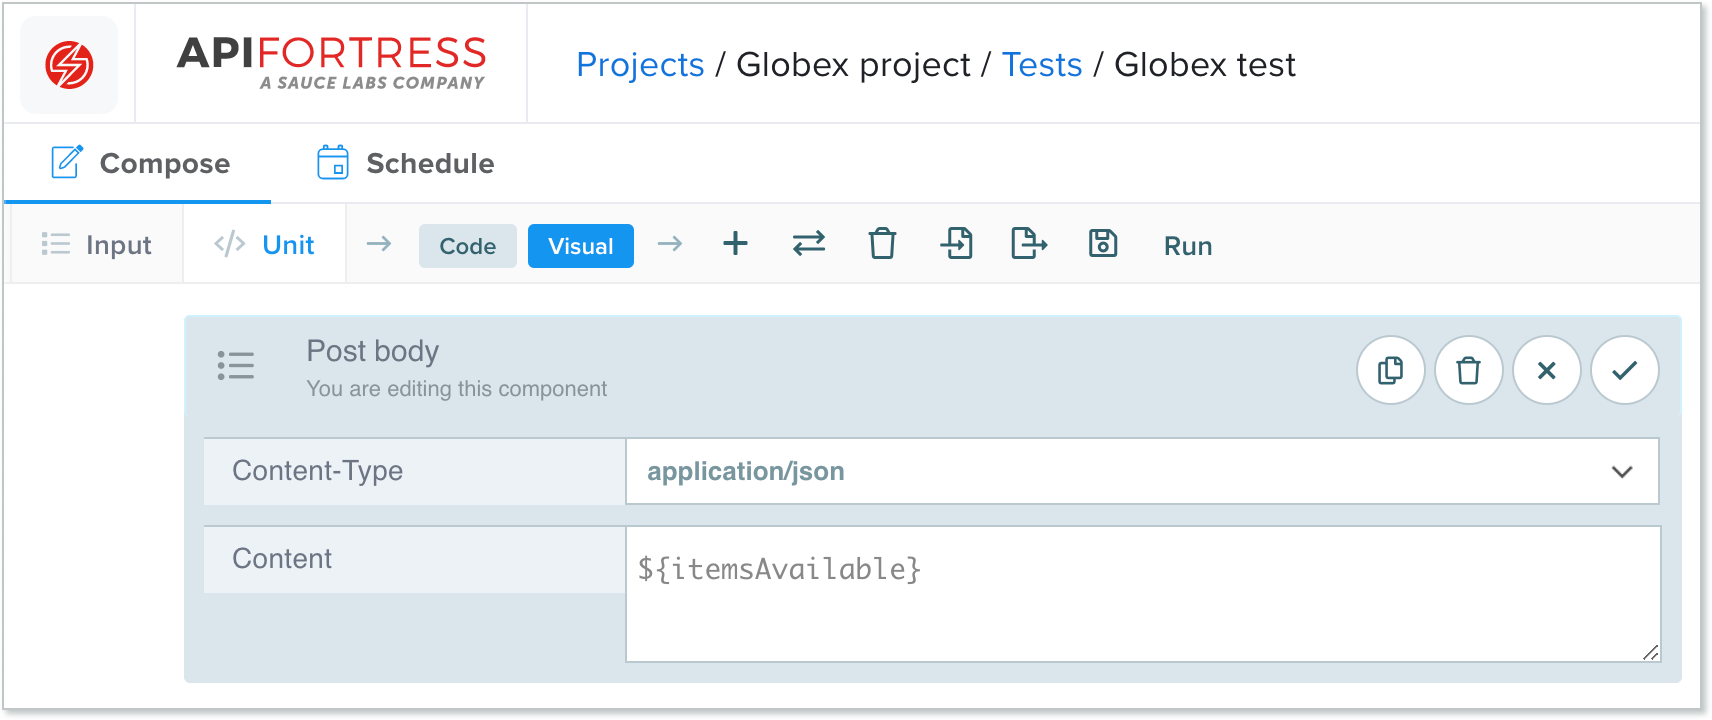 APIFORTRESS
A SAUCE LABS COMPANY
Projects / Globex project / Tests / Globex test
Compose
Schedule
Input
</> Unit
Code
Visual
Run
Post body
You are editing this component
Content-Type
application/json
Content
${itemsAvailable}